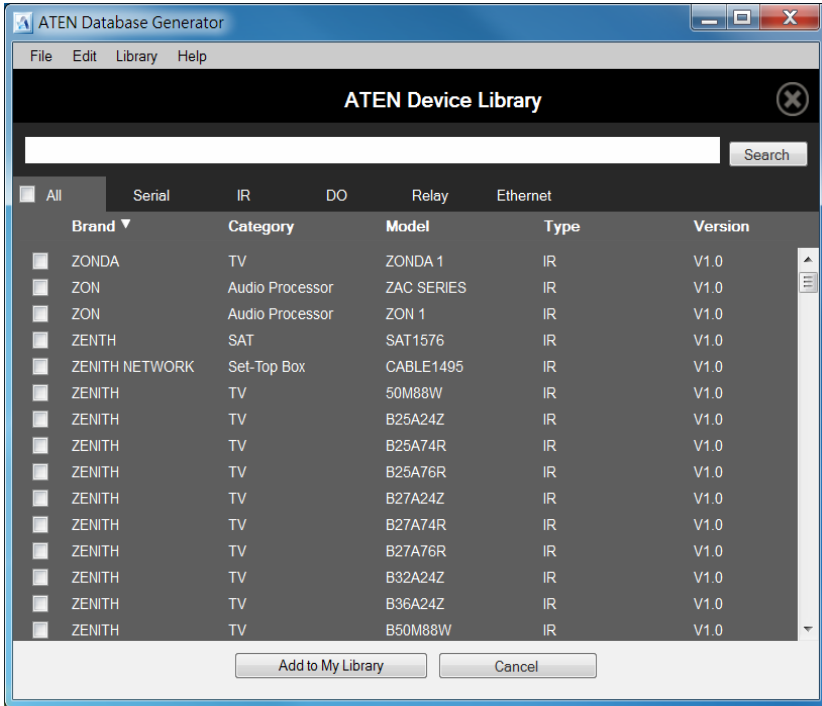 ATEN Database Generator
File Edit Library Help
ATEN Device Library
Search
All Serial IR DO Relay Ethernet
Brand ▼ Category Model Type Version
ZONDA TV ZONDA 1 IR V1.0
ZON Audio Processor ZAC SERIES IR V1.0
ZON Audio Processor ZON 1 IR V1.0
ZENTH SAT SAT1576 IR V1.0
ZENITH NETWORK Set-Top Box CABLE1495 IR V1.0
ZENITH TV 50M88W IR V1.0
ZENITH TV B25A24Z IR V1.0
ZENITH TV B25A74R IR V1.0
ZENITH TV B25A76R IR V1.0
ZENITH TV B27A24Z IR V1.0
ZENITH TV B27A74R IR V1.0
ZENITH TV B27A76R IR V1.0
ZENITH TV B32A24Z IR V1.0
ZENITH TV B36A24Z IR V1.0
ZENITH TV B50M88W IR V1.0
Add to My Library Cancel